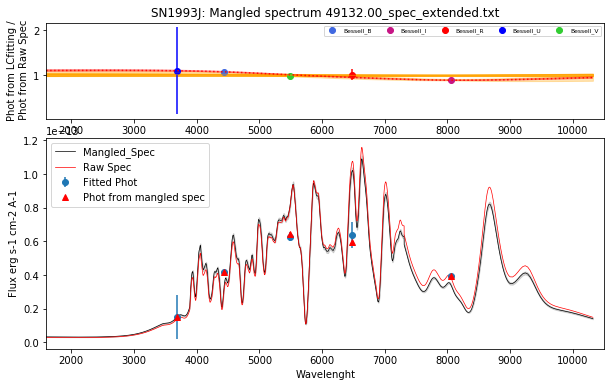 SN1993J: Mangled spectrum 49132.00_spec_extended.txt
Phot from LCfitting /
Phot from Raw Spec
2
1
Bessell_B
Bessell_I
Bessell_R
Bessell_U
Bessell_V
2000 3000 4000 5000 6000 7000 8000 9000 10000
1e-13
Flux erg s-1 cm-2 A-1
1.2
1.0
0.8
0.6
0.4
0.2
0.0
Mangled_Spec
Raw Spec
Fitted Phot
Phot from mangled spec
2000 3000 4000 5000 6000 7000 8000 9000 10000
Wavelenght